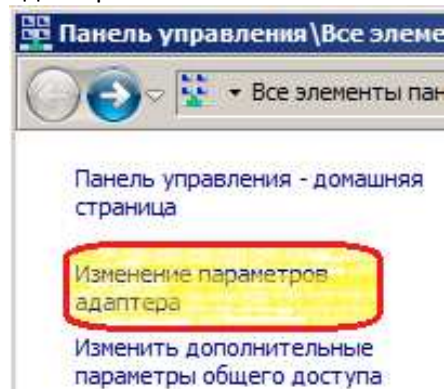 Панель управления\Все элеме
Все элементы пан
Панель управления - домашняя
страница
Изменение параметров
адаптера
Изменить дополнительные
параметры общего доступа